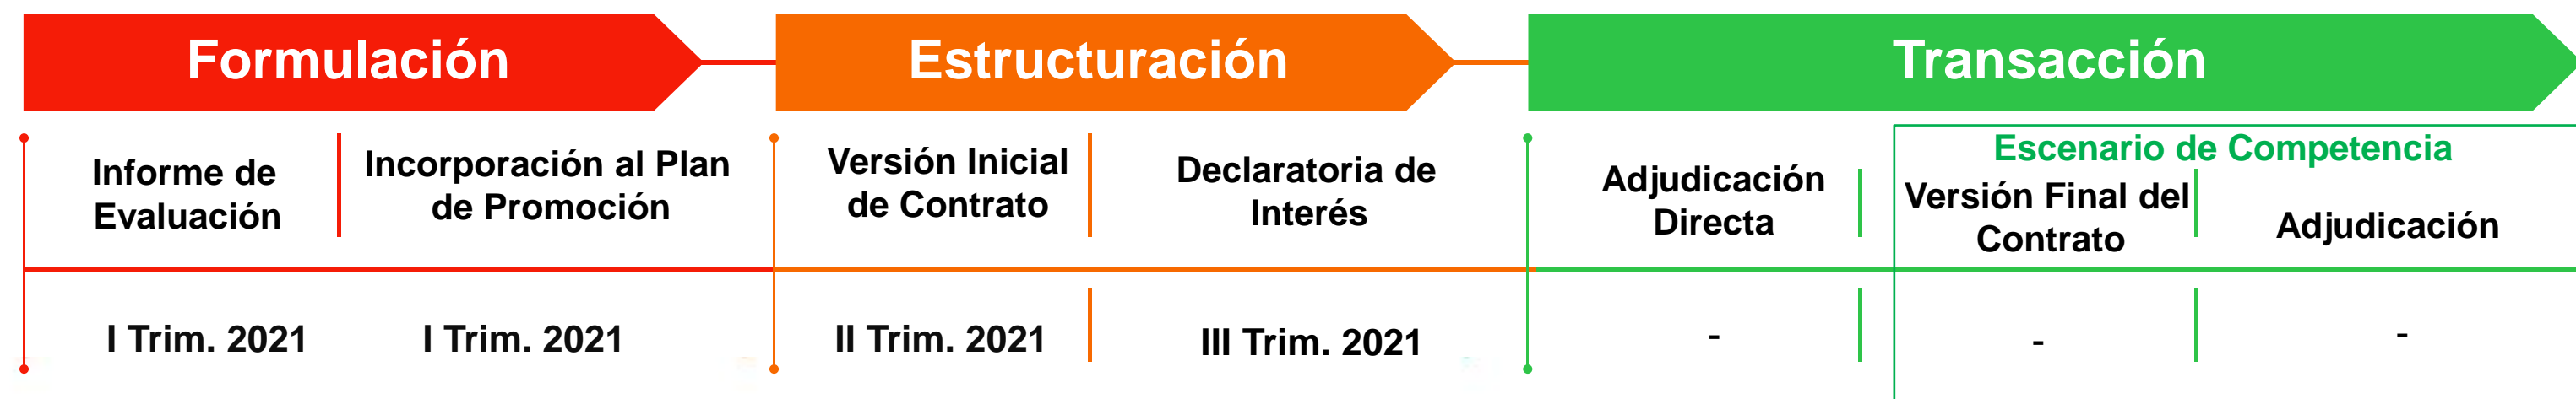 Formulación
Estructuración
Transacción
Informe de
Evaluación
Incorporación al Plan
de Promoción
Versión Inicial
de Contrato
Declaratoria de
Interés
Adjudicación
Directa
Escenario de Competencia
Versión Final del
Contrato
Adjudicación
I Trim. 2021
I Trim. 2021
II Trim. 2021
III Trim. 2021
-
-
-